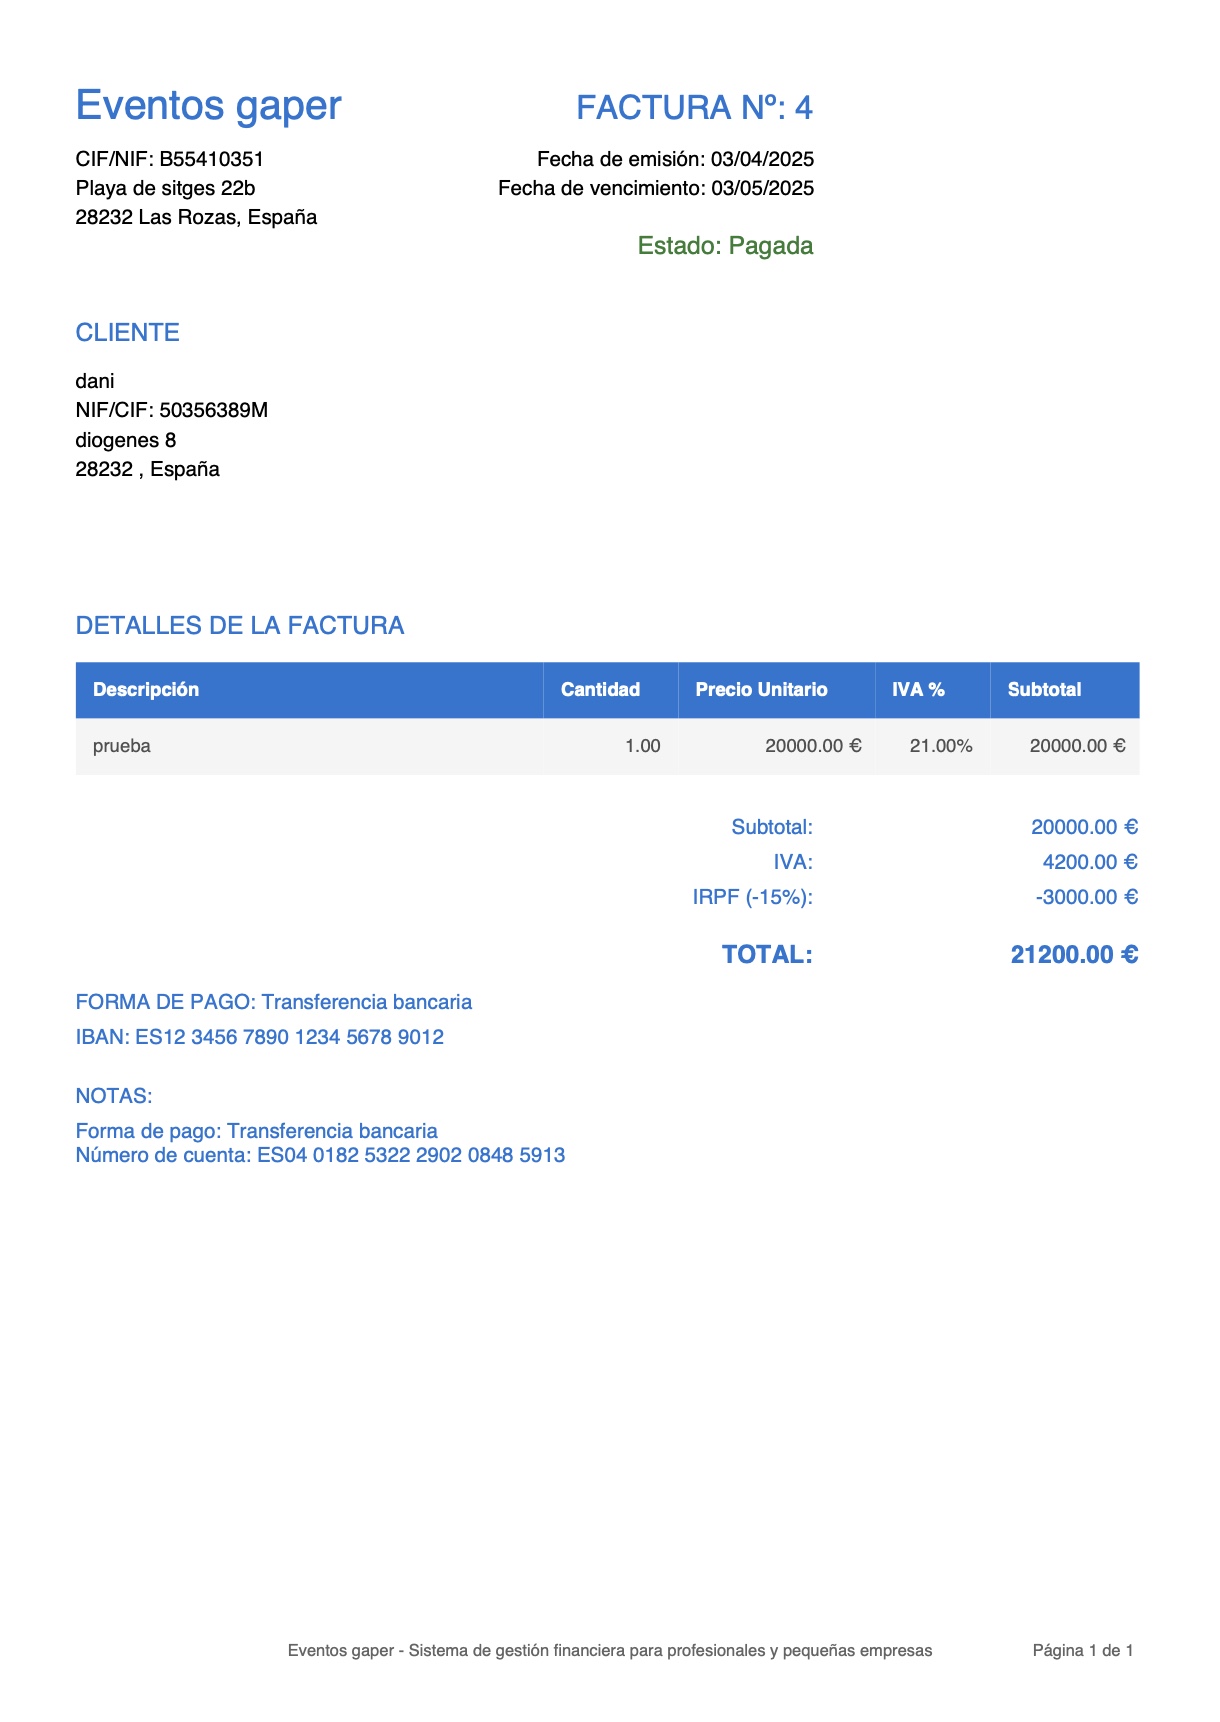 Eventos gaper
CIF/NIF: B55410351
Playa de sitges 22b
28232 Las Rozas, España
FACTURA Nº: 4
Fecha de emisión: 03/04/2025
Fecha de vencimiento: 03/05/2025
Estado: Pagada
CLIENTE
dani
NIF/CIF: 50356389M
diogenes 8
28232 , España
DETALLES DE LA FACTURA
Descripción Cantidad Precio Unitario IVA % Subtotal
prueba 1.00 20000.00 € 21.00% 20000.00 €
Subtotal: 20000.00 €
IVA: 4200.00 €
IRPF (-15%): -3000.00 €
TOTAL: 21200.00 €
FORMA DE PAGO: Transferencia bancaria
IBAN: ES12 3456 7890 1234 5678 9012
NOTAS:
Forma de pago: Transferencia bancaria
Número de cuenta: ES04 0182 5322 2902 0848 5913
Eventos gaper - Sistema de gestión financiera para profesionales y pequeñas empresas Página 1 de 1